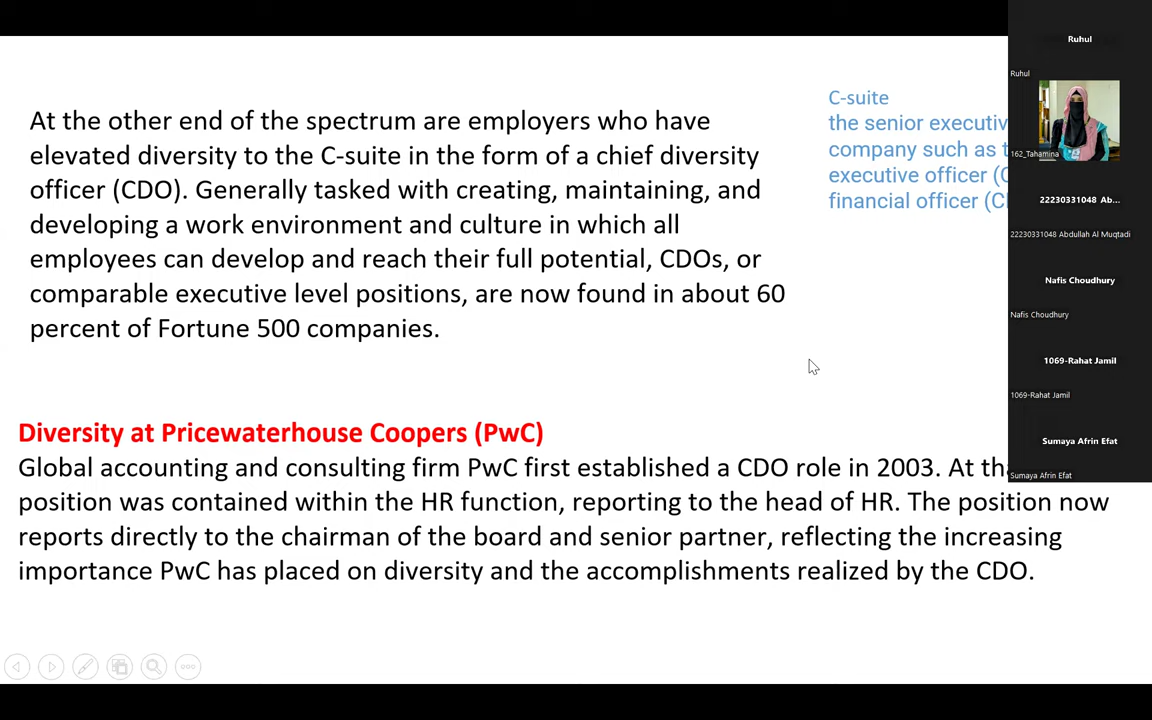 At the other end of the spectrum are employers who have
elevated diversity to the C-suite in the form of a chief diversity
officer (CDO). Generally tasked with creating, maintaining, and
developing a work environment and culture in which all
employees can develop and reach their full potential, CDOs, or
comparable executive level positions, are now found in about 60
percent of Fortune 500 companies.
C-suite
the senior
company such as
executive officer
financial officer
Diversity at Pricewaterhouse Coopers (PwC)
Global accounting and consulting firm PwC first established a CDO role in 2003. At
position was contained within the HR function, reporting to the head of HR. The position now
reports directly to the chairman of the board and senior partner, reflecting the increasing
importance PwC has placed on diversity and the accomplishments realized by the CDO.
Ruhul
Ruhul
162_Tahamina
22230331048 Ab...
22230331048 Abdullah Al Muqtadi
Nafis Choudhury
Nafis Choudhury
1069-Rahat Jamil
1069-Rahat Jamil
Sumaya Afrin Efat
Sumaya Afrin Efat